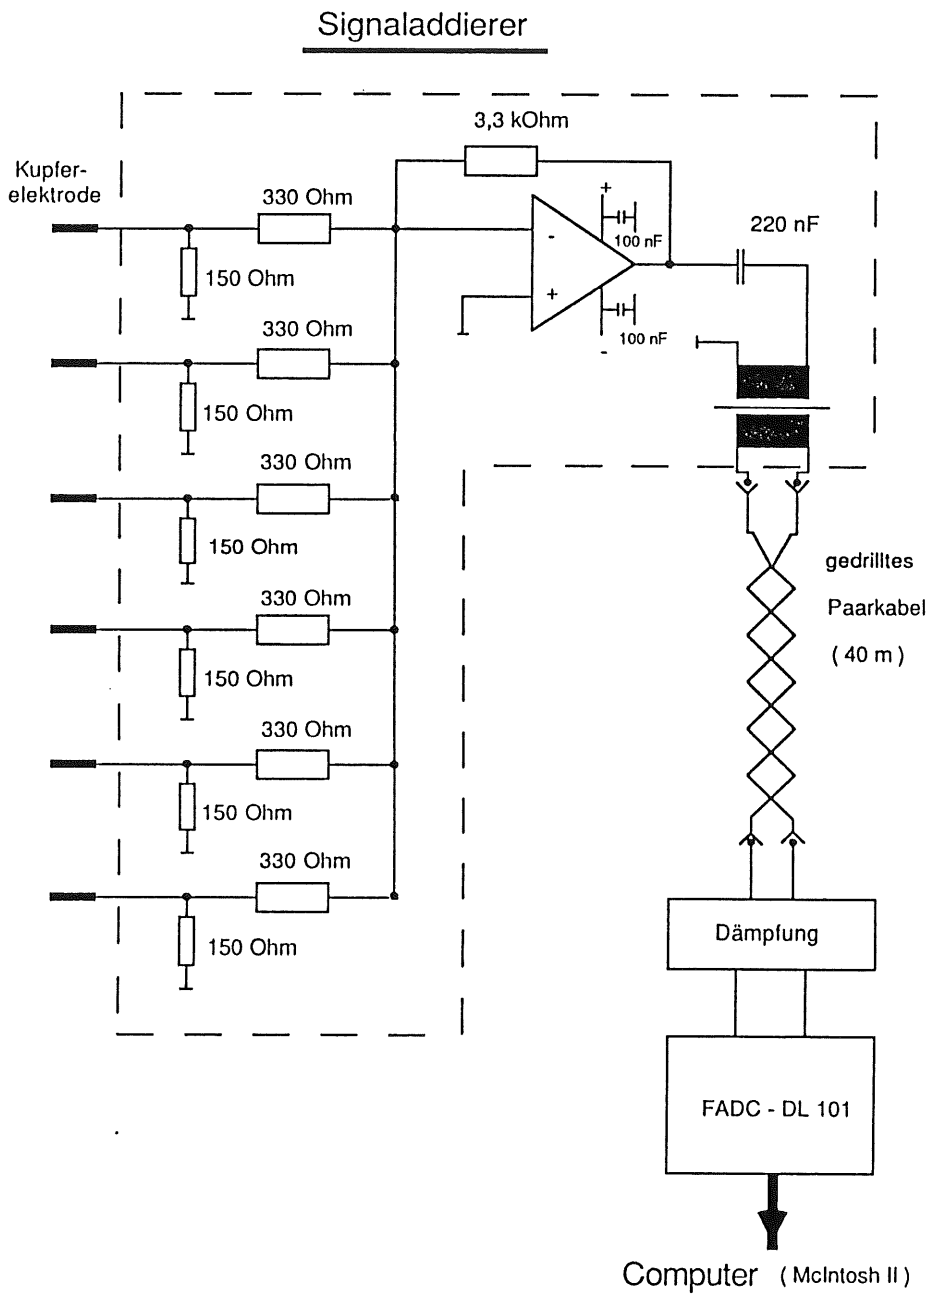 Signaladdierer
3,3 kOhm
Kupfer-
elektrode
330 Ohm
150 Ohm
-
+
+
100 nF
100 nF
-
220 nF
330 Ohm
150 Ohm
330 Ohm
150 Ohm
330 Ohm
150 Ohm
330 Ohm
150 Ohm
330 Ohm
150 Ohm
gedrilltes
Paarkabel
( 40 m )
Dämpfung
FADC - DL 101
Computer ( McIntosh II )